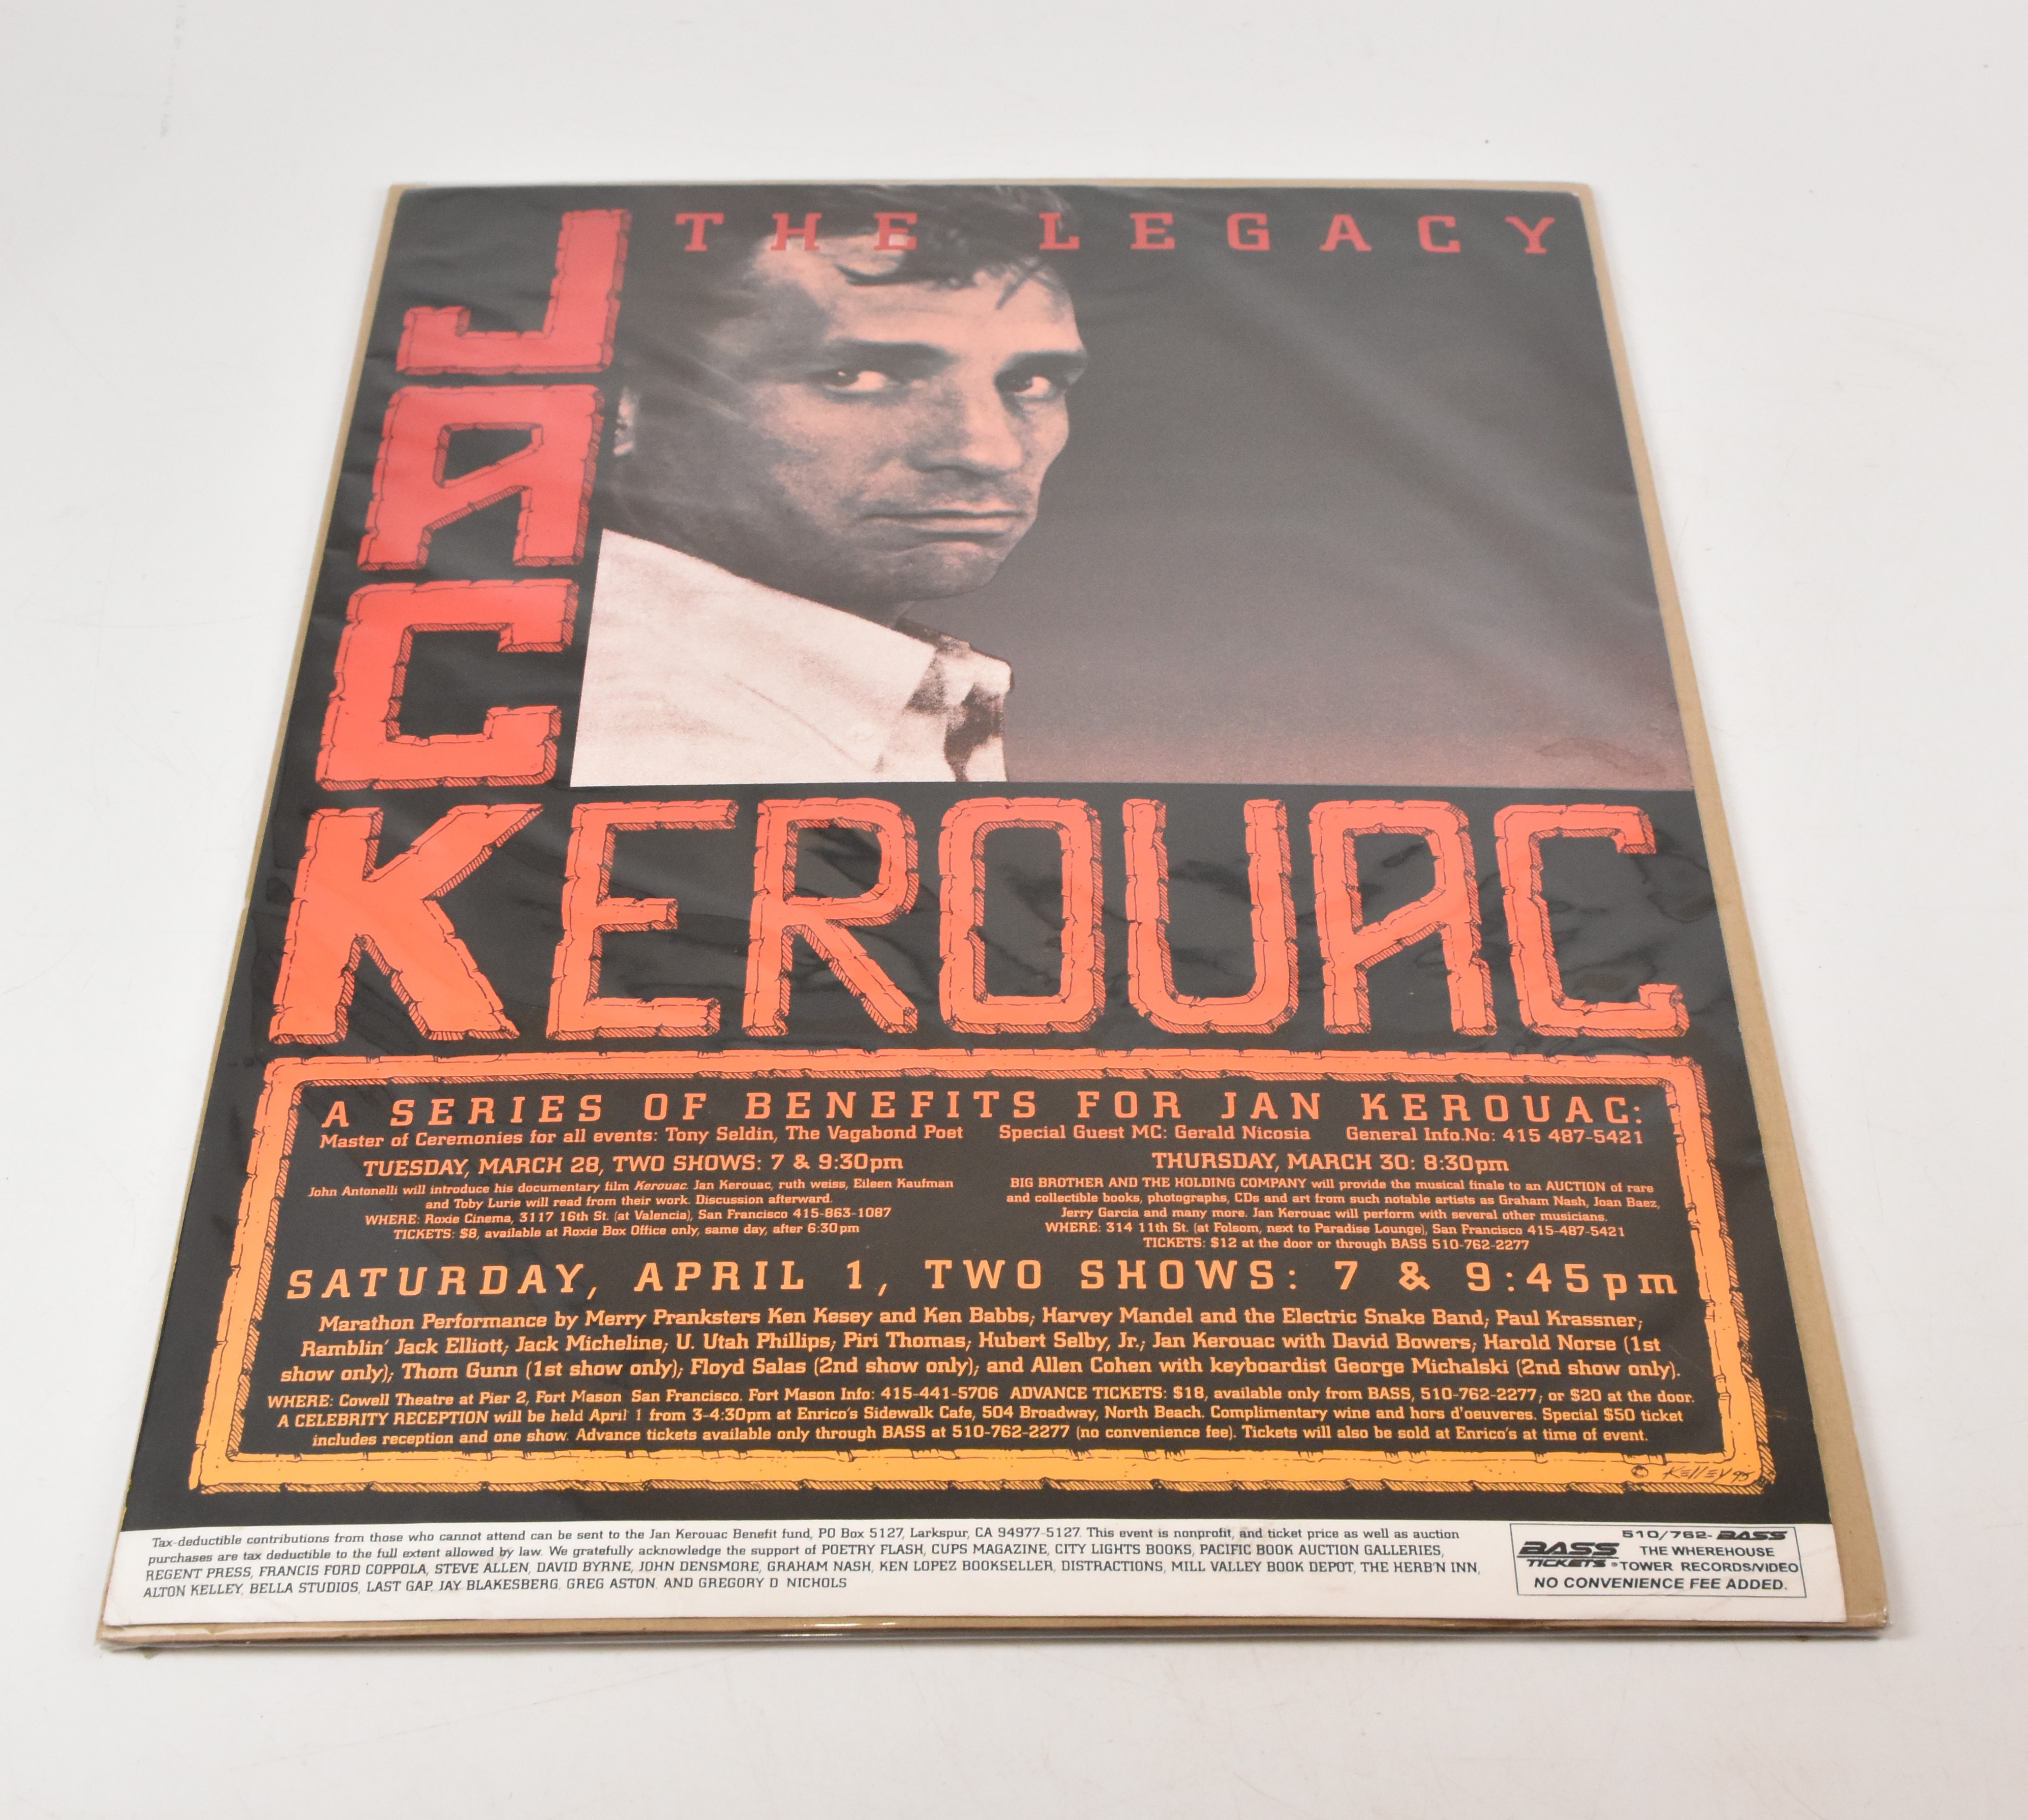 THE LEGACY
JACK
KEROUAC
A SERIES OF BENEFITS FOR JAN KEROUAC:
Master of Ceremonies for all events: Tony Seldin, The Vagabond Poet Special Guest MC: Gerald Nicosia General Info.No: 415 487-5421
TUESDAY, MARCH 28, TWO SHOWS: 7 & 9:30pm
John Antonelli will introduce his documentary film Kerouac. Jan Kerouac, ruth weiss, Eileen Kaufman
and Toby Lurie will read from their work. Discussion afterward.
WHERE: Roxie Cinema, 3117 16th St. (at Valencia), San Francisco 415-863-1087
TICKETS: $8, available at Roxie Box Office only, same day, after 6:30pm
THURSDAY, MARCH 30: 8:30pm
BIG BROTHER AND THE HOLDING COMPANY will provide the musical finale to an AUCTION of rare
and collectible books, photographs, CDs and art from such notable artists as Graham Nash, Joan Baez,
Jerry Garcia and many more. Jan Kerouac will perform with several other musicians.
WHERE: 314 11th St. (at Folsom, next to Paradise Lounge), San Francisco 415-487-5421
TICKETS: $12 at the door or through BASS 510-762-2277
SATURDAY, APRIL 1, TWO SHOWS: 7 & 9:45pm
Marathon Performance by Merry Pranksters Ken Kesey and Ken Babbs; Harvey Mandel and the Electric Snake Band; Paul Krassner;
Ramblin' Jack Elliott; Jack Micheline; U. Utah Phillips; Piri Thomas; Hubert Selby, Jr.; Jan Kerouac with David Bowers; Harold Norse (1st
show only); Thom Gunn (1st show only); Floyd Salas (2nd show only); and Allen Cohen with keyboardist George Michalski (2nd show only).
WHERE: Cowell Theatre at Pier 2, Fort Mason San Francisco. Fort Mason Info: 415-441-5706 ADVANCE TICKETS: $18, available only from BASS, 510-762-2277; or $20 at the door.
A CELEBRITY RECEPTION will be held April 1 from 3-4:30pm at Enrico's Sidewalk Cafe, 504 Broadway, North Beach. Complimentary wine and hors d'oeuveres. Special $50 ticket
includes reception and one show. Advance tickets available only through BASS at 510-762-2277 (no convenience fee). Tickets will also be sold at Enrico's at time of event.
© KELLEY 95
Tax-deductible contributions from those who cannot attend can be sent to the Jan Kerouac Benefit fund, PO Box 5127, Larkspur, CA 94977-5127. This event is nonprofit, and ticket price as well as auction
purchases are tax deductible to the full extent allowed by law. We gratefully acknowledge the support of POETRY FLASH, CUPS MAGAZINE, CITY LIGHTS BOOKS, PACIFIC BOOK AUCTION GALLERIES,
REGENT PRESS, FRANCIS FORD COPPOLA, STEVE ALLEN, DAVID BYRNE, JOHN DENSMORE, GRAHAM NASH, KEN LOPEZ BOOKSELLER, DISTRACTIONS, MILL VALLEY BOOK DEPOT, THE HERB'N INN,
ALTON KELLEY, BELLA STUDIOS, LAST GAP, JAY BLAKESBERG, GREG ASTON, AND GREGORY D NICHOLS
BASS TICKETS
510/762-BASS
THE WHEREHOUSE
TOWER RECORDS/VIDEO
NO CONVENIENCE FEE ADDED.